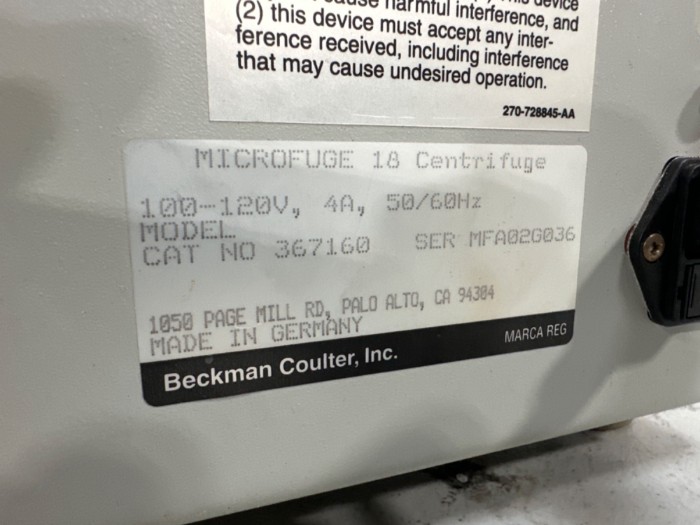 harmful interference, and
(2) this device must accept any inter-
ference received, including interference
that may cause undesired operation.
270-728845-AA
MICROFUGE 18 Centrifuge
100-120V, 4A, 50/60Hz
MODEL
CAT NO 367160 SER MFA02G036
1050 PAGE MILL RD, PALO ALTO, CA 94304
MADE IN GERMANY
Beckman Coulter, Inc. MARCA REG